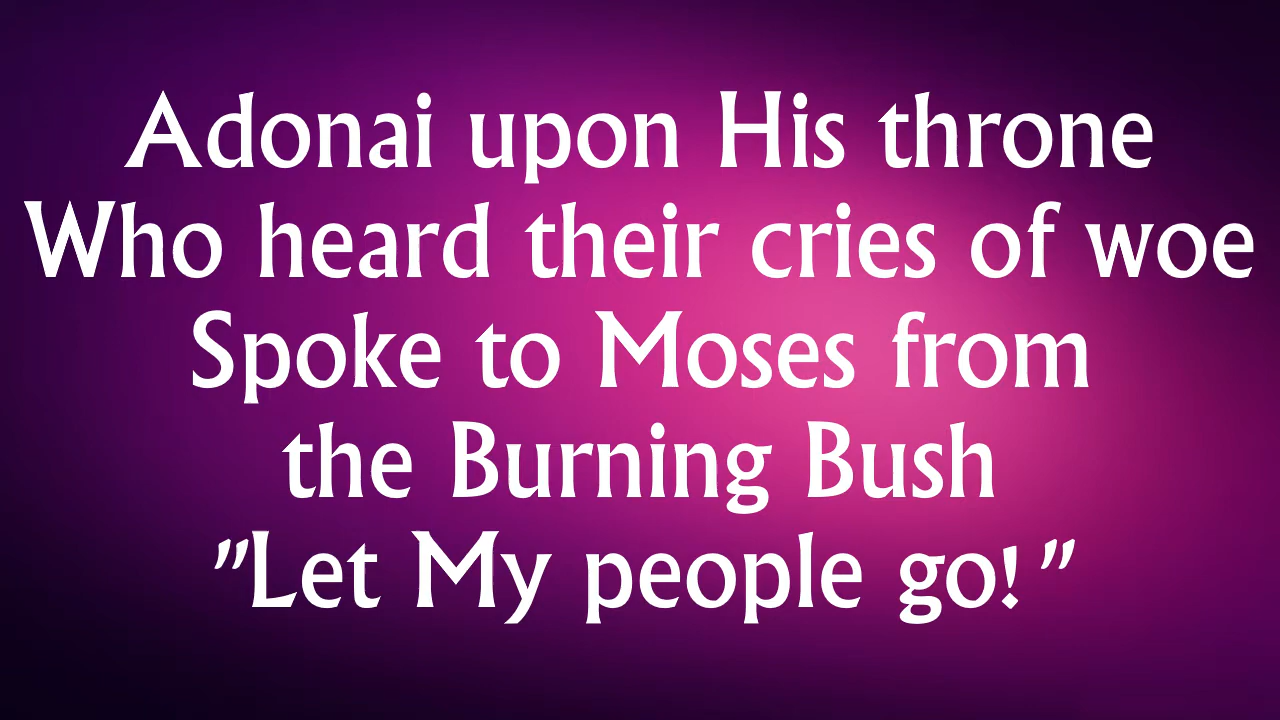 Adonai upon His throne
Who heard their cries of woe
Spoke to Moses from
the Burning Bush
"Let My people go!"